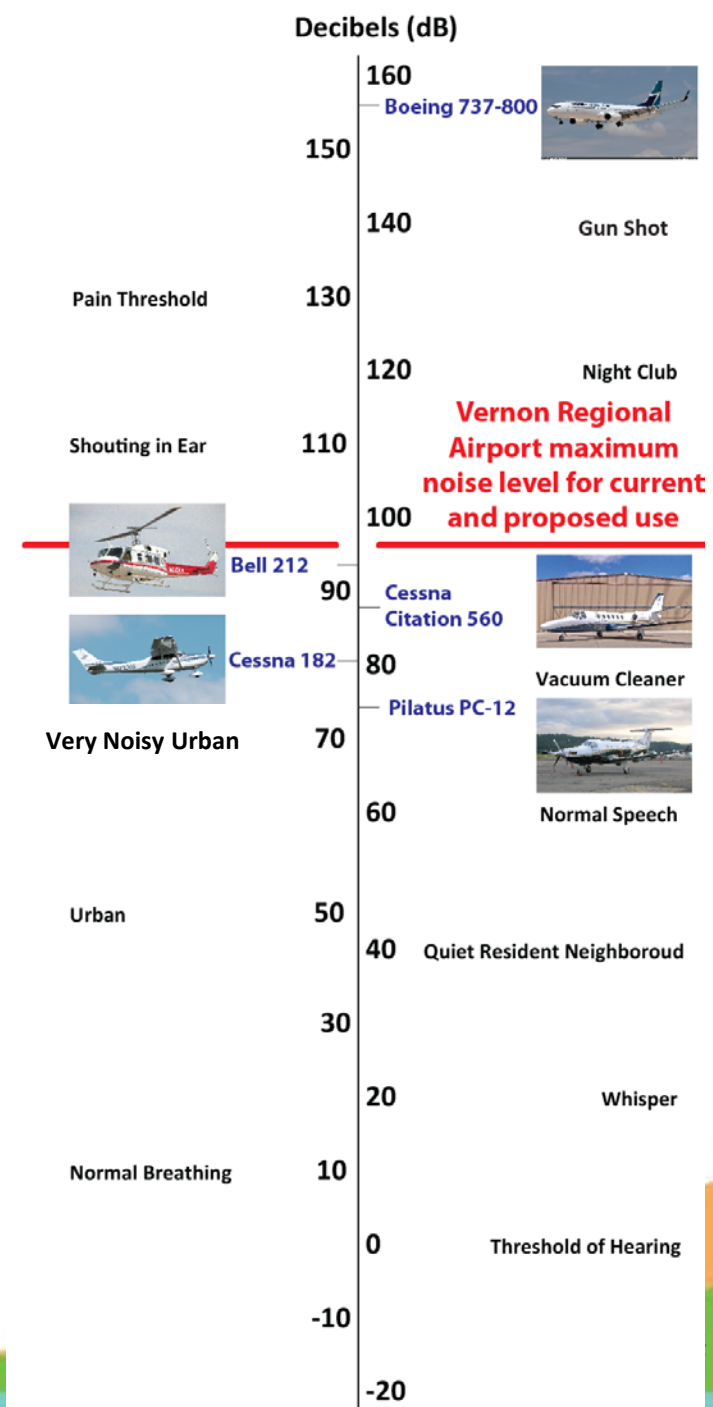 Decibels (dB)
160
Boeing 737-800
150
140
Gun Shot
Pain Threshold
130
120
Night Club
Vernon Regional
Airport maximum
noise level for current
and proposed use
Shouting in Ear
110
100
Bell 212
90
Cessna
Citation 560
Cessna 182
80
Vacuum Cleaner
Pilatus PC-12
Very Noisy Urban
70
60
Normal Speech
Urban
50
40
Quiet Resident Neighboroud
30
20
Whisper
Normal Breathing
10
0
Threshold of Hearing
-10
-20